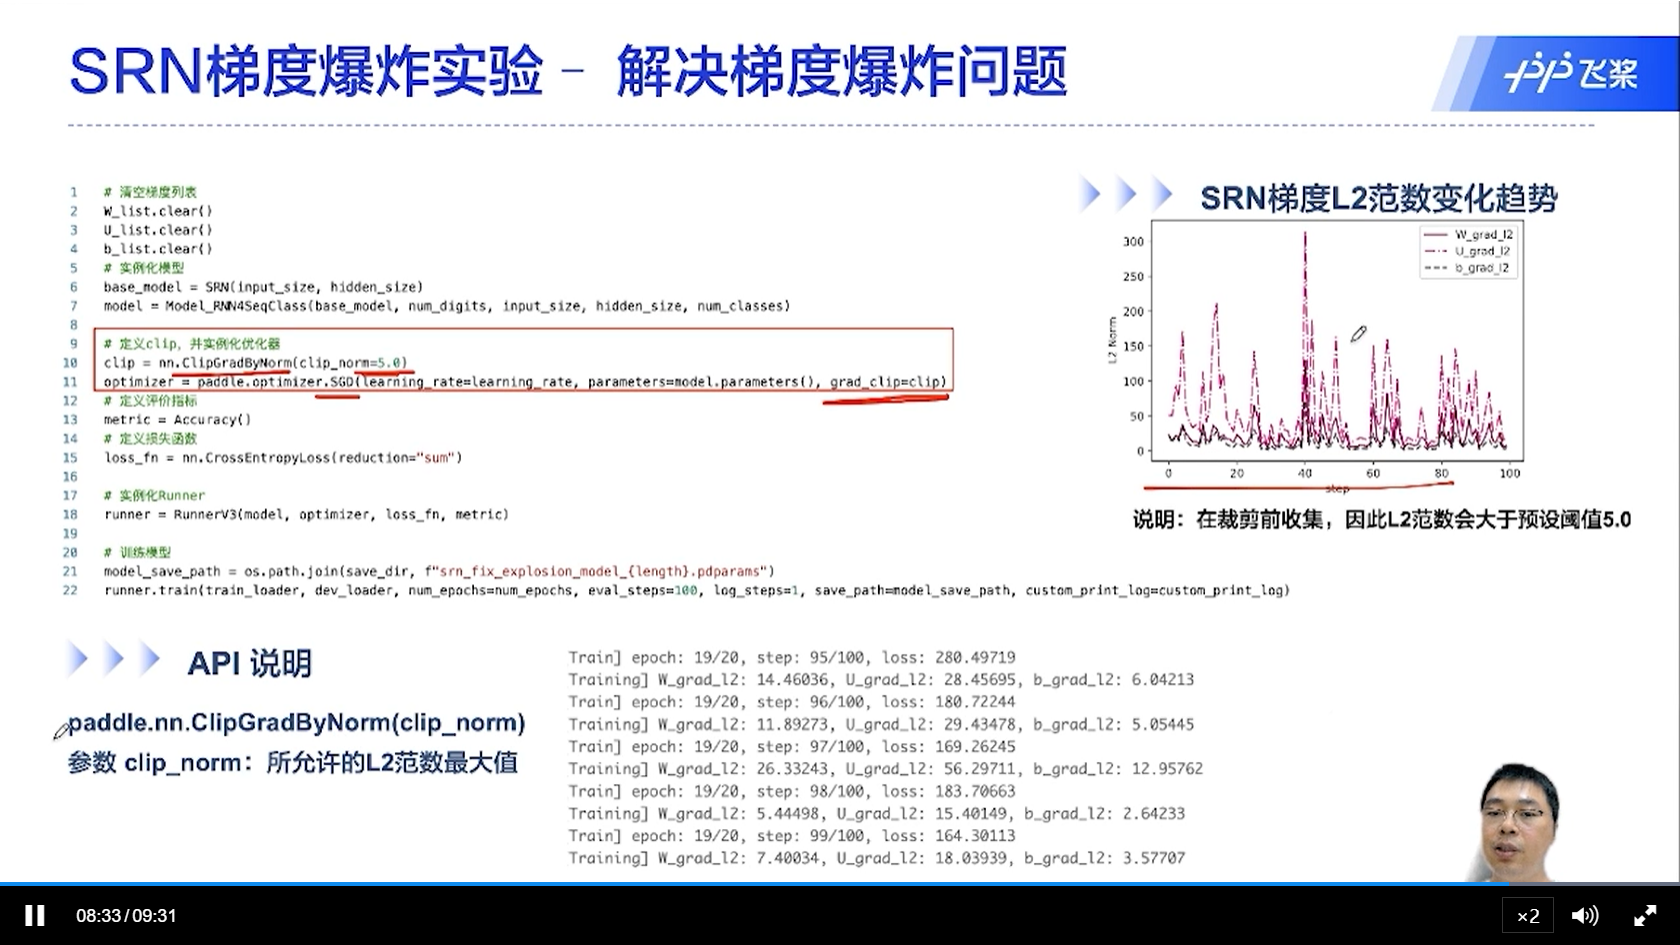 SRN梯度爆炸实验 – 解决梯度爆炸问题
飞桨
1 # 清空梯度列表
2 W_list.clear()
3 U_list.clear()
4 b_list.clear()
5 # 实例化模型
6 base_model = SRN(input_size, hidden_size)
7 model = Model_RNN4SeqClass(base_model, num_digits, input_size, hidden_size, num_classes)
8
9 # 定义clip，并实例化优化器
10 clip = nn.ClipGradByNorm(clip_norm=5.0)
11 optimizer = paddle.optimizer.SGD(learning_rate=learning_rate, parameters=model.parameters(), grad_clip=clip)
12 # 定义评价指标
13 metric = Accuracy()
14 # 定义损失函数
15 loss_fn = nn.CrossEntropyLoss(reduction="sum")
16
17 # 实例化Runner
18 runner = RunnerV3(model, optimizer, loss_fn, metric)
19
20 # 训练模型
21 model_save_path = os.path.join(save_dir, f"srn_fix_explosion_model_{length}.pdparams")
22 runner.train(train_loader, dev_loader, num_epochs=num_epochs, eval_steps=100, log_steps=1, save_path=model_save_path, custom_print_log=custom_print_log)
SRN梯度L2范数变化趋势
W_grad_l2
U_grad_l2
b_grad_l2
L2 Norm
300
250
200
150
100
50
0
0 20 40 60 80 100
step
说明：在裁剪前收集，因此L2范数会大于预设阈值5.0
API 说明
paddle.nn.ClipGradByNorm(clip_norm)
参数 clip_norm：所允许的L2范数最大值
Train] epoch: 19/20, step: 95/100, loss: 280.49719
Training] W_grad_l2: 14.46036, U_grad_l2: 28.45695, b_grad_l2: 6.04213
Train] epoch: 19/20, step: 96/100, loss: 180.72244
Training] W_grad_l2: 11.89273, U_grad_l2: 29.43478, b_grad_l2: 5.05445
Train] epoch: 19/20, step: 97/100, loss: 169.26245
Training] W_grad_l2: 26.33243, U_grad_l2: 56.29711, b_grad_l2: 12.95762
Train] epoch: 19/20, step: 98/100, loss: 183.70663
Training] W_grad_l2: 5.44498, U_grad_l2: 15.40149, b_grad_l2: 2.64233
Train] epoch: 19/20, step: 99/100, loss: 164.30113
Training] W_grad_l2: 7.40034, U_grad_l2: 18.03939, b_grad_l2: 3.57707
08:33/09:31
×2